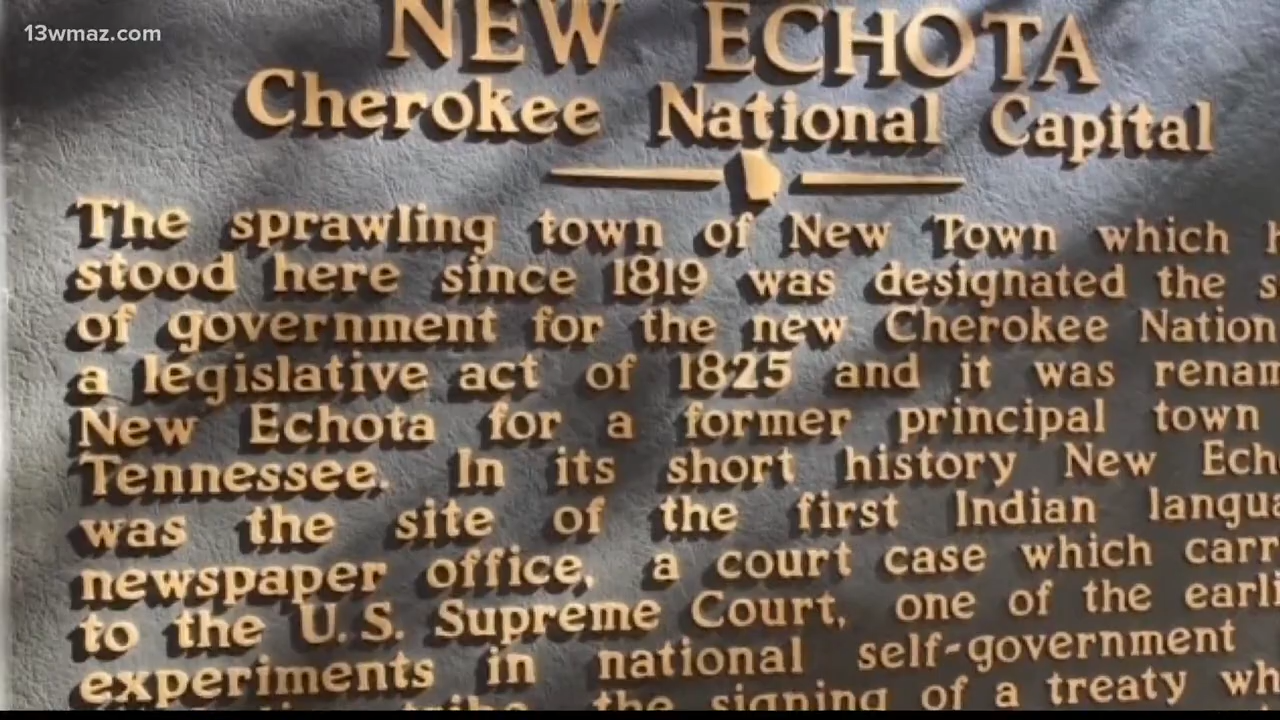 13wmaz.com
NEW ECHOTA
Cherokee National Capital
The sprawling town of New Town which
stood here since 1819 was designated the
of government for the new Cherokee Nation
a legislative act of 1825 and it was
New Echota for a former principal town
Tennessee. In its short history New
was the site of the first Indian
newspaper office, a court case which
to the U.S. Supreme Court, one of the
experiments in national self-government
the signing of a treaty